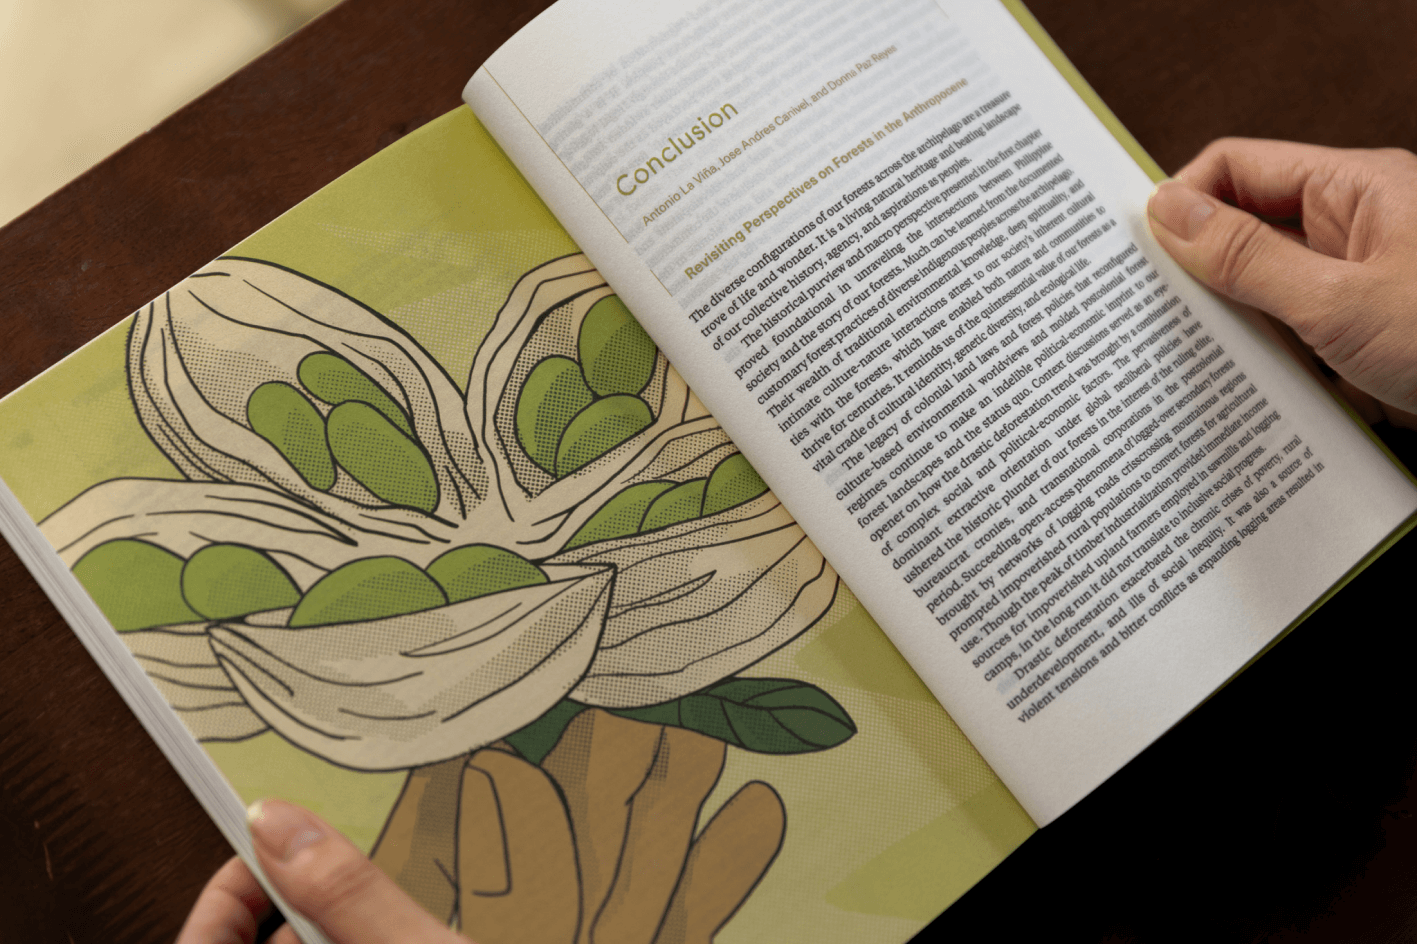 Conclusion
Antonio La Viña, Jose Andres Canivel, and Donna Paz Reyes
Revisiting Perspectives on Forests in the Anthropocene
The diverse configurations of our forests across the archipelago are a treasure
trove of life and wonder. It is a living natural heritage and beating landscape
of our collective history, agency, and aspirations as peoples.
The historical purview and macro perspective presented in the first chapter
proved foundational in unraveling the intersections between Philippine
society and the story of our forests. Much can be learned from the documented
customary forest practices of diverse indigenous peoples across the archipelago.
Their wealth of traditional environmental knowledge, deep spirituality, and
intimate culture-nature interactions attest to our society's inherent cultural
ties with the forests, which have enabled both nature and communities to
thrive for centuries. It reminds us of the quintessential value of our forests as a
vital cradle of cultural identity, genetic diversity, and ecological life.
The legacy of colonial land laws and forest policies that reconfigured
culture-based environmental worldviews and molded postcolonial forest
regimes continue to make an indelible political-economic imprint to our
forest landscapes and the status quo. Context discussions served as an eye-
opener on how the drastic deforestation trend was brought by a combination
of complex social and political-economic factors. The pervasiveness of
dominant extractive orientation under global neoliberal policies have
ushered the historic plunder of our forests in the interest of the ruling elite,
bureaucrat cronies, and transnational corporations in the postcolonial
period. Succeeding open-access phenomena of logged-over secondary forests
brought by networks of logging roads crisscrossing mountainous regions
prompted impoverished rural populations to convert forests for agricultural
use. Though the peak of timber industrialization provided immediate income
sources for impoverished upland farmers employed in sawmills and logging
camps, in the long run it did not translate to inclusive social progress.
Drastic deforestation exacerbated the chronic crises of poverty, rural
underdevelopment, and ills of social inequity. It was also a source of
violent tensions and bitter conflicts as expanding logging areas resulted in